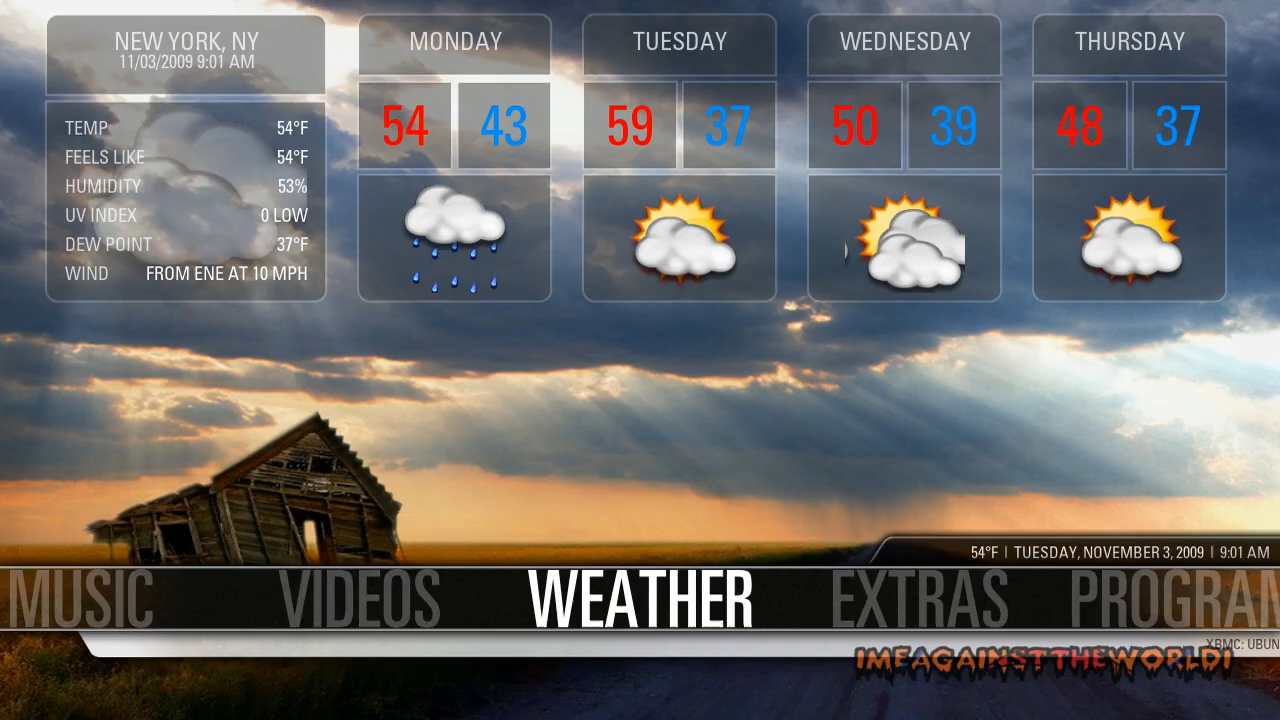 NEW YORK, NY
11/03/2009 9:01 AM
TEMP 54°F
FEELS LIKE 54°F
HUMIDITY 53%
UV INDEX 0 LOW
DEW POINT 37°F
WIND FROM ENE AT 10 MPH
MONDAY
54 43
TUESDAY
59 37
WEDNESDAY
50 39
THURSDAY
48 37
54°F | TUESDAY, NOVEMBER 3, 2009 | 9:01 AM
MUSIC VIDEOS WEATHER EXTRAS PROGRAM
XBMC: UBUN
IMEAGAINSTTHEWORLD1